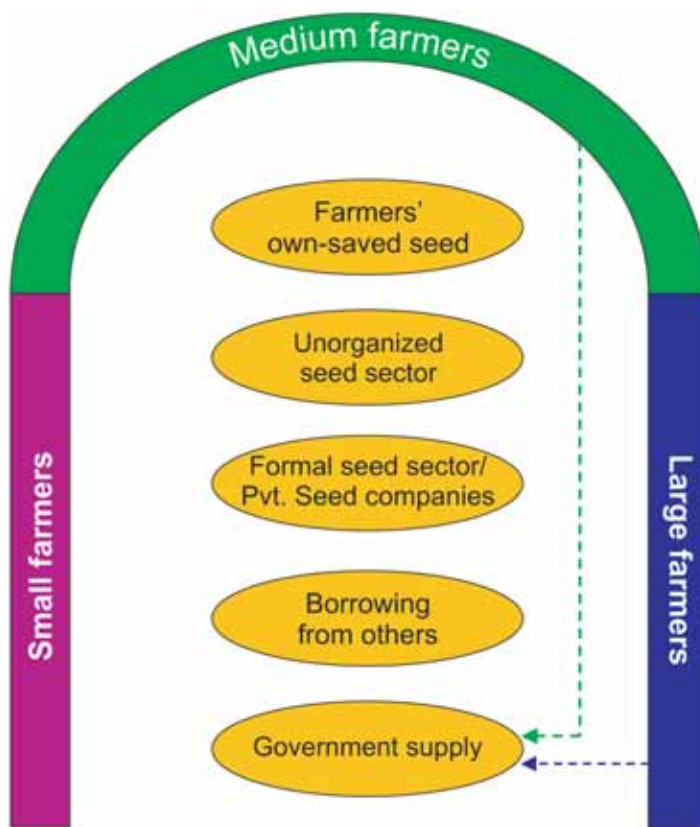 Medium farmers
Farmers'
own-saved seed
Unorganized
seed sector
Formal seed sector/
Pvt. Seed companies
Borrowing
from others
Government supply
Small farmers
Large farmers